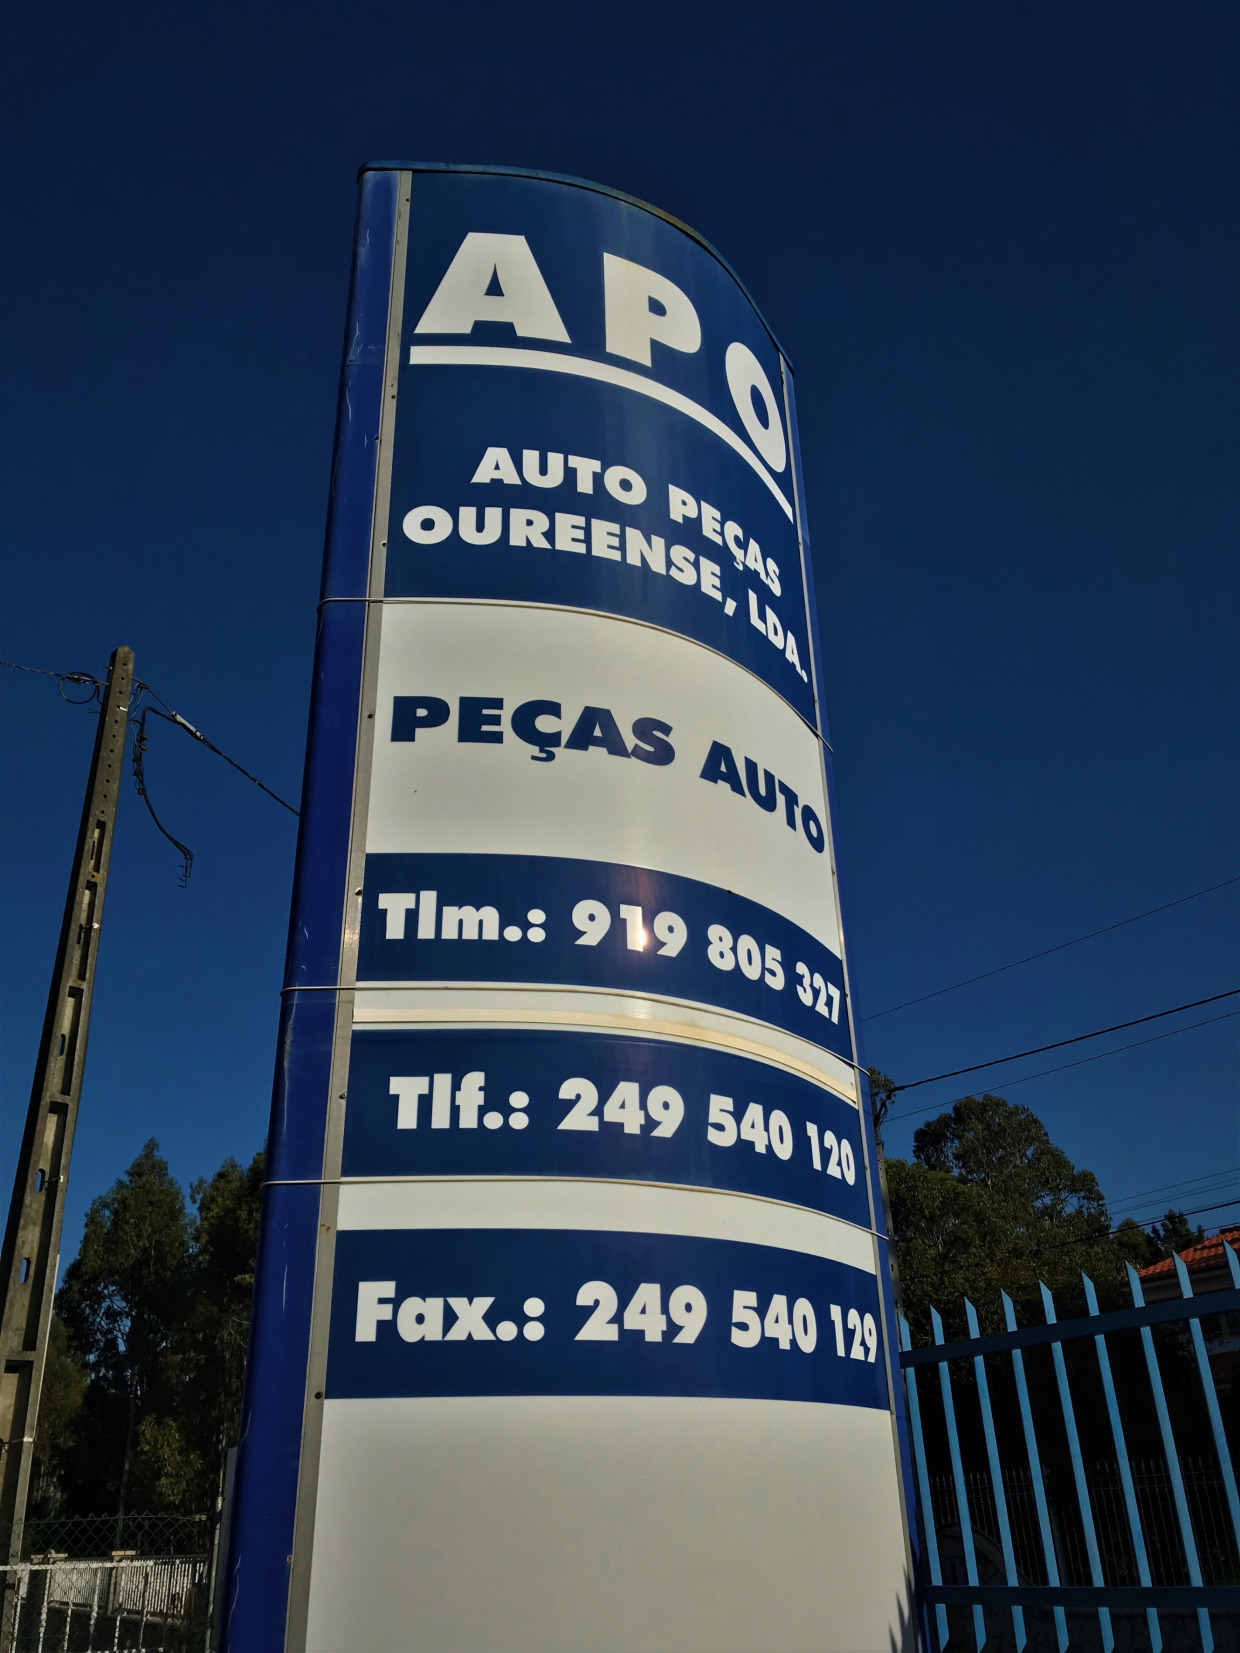 APO
AUTO PEÇAS
OUREENSE, LDA.
PEÇAS AUTO
Tlm.: 919 805 327
Tlf.: 249 540 120
Fax.: 249 540 129